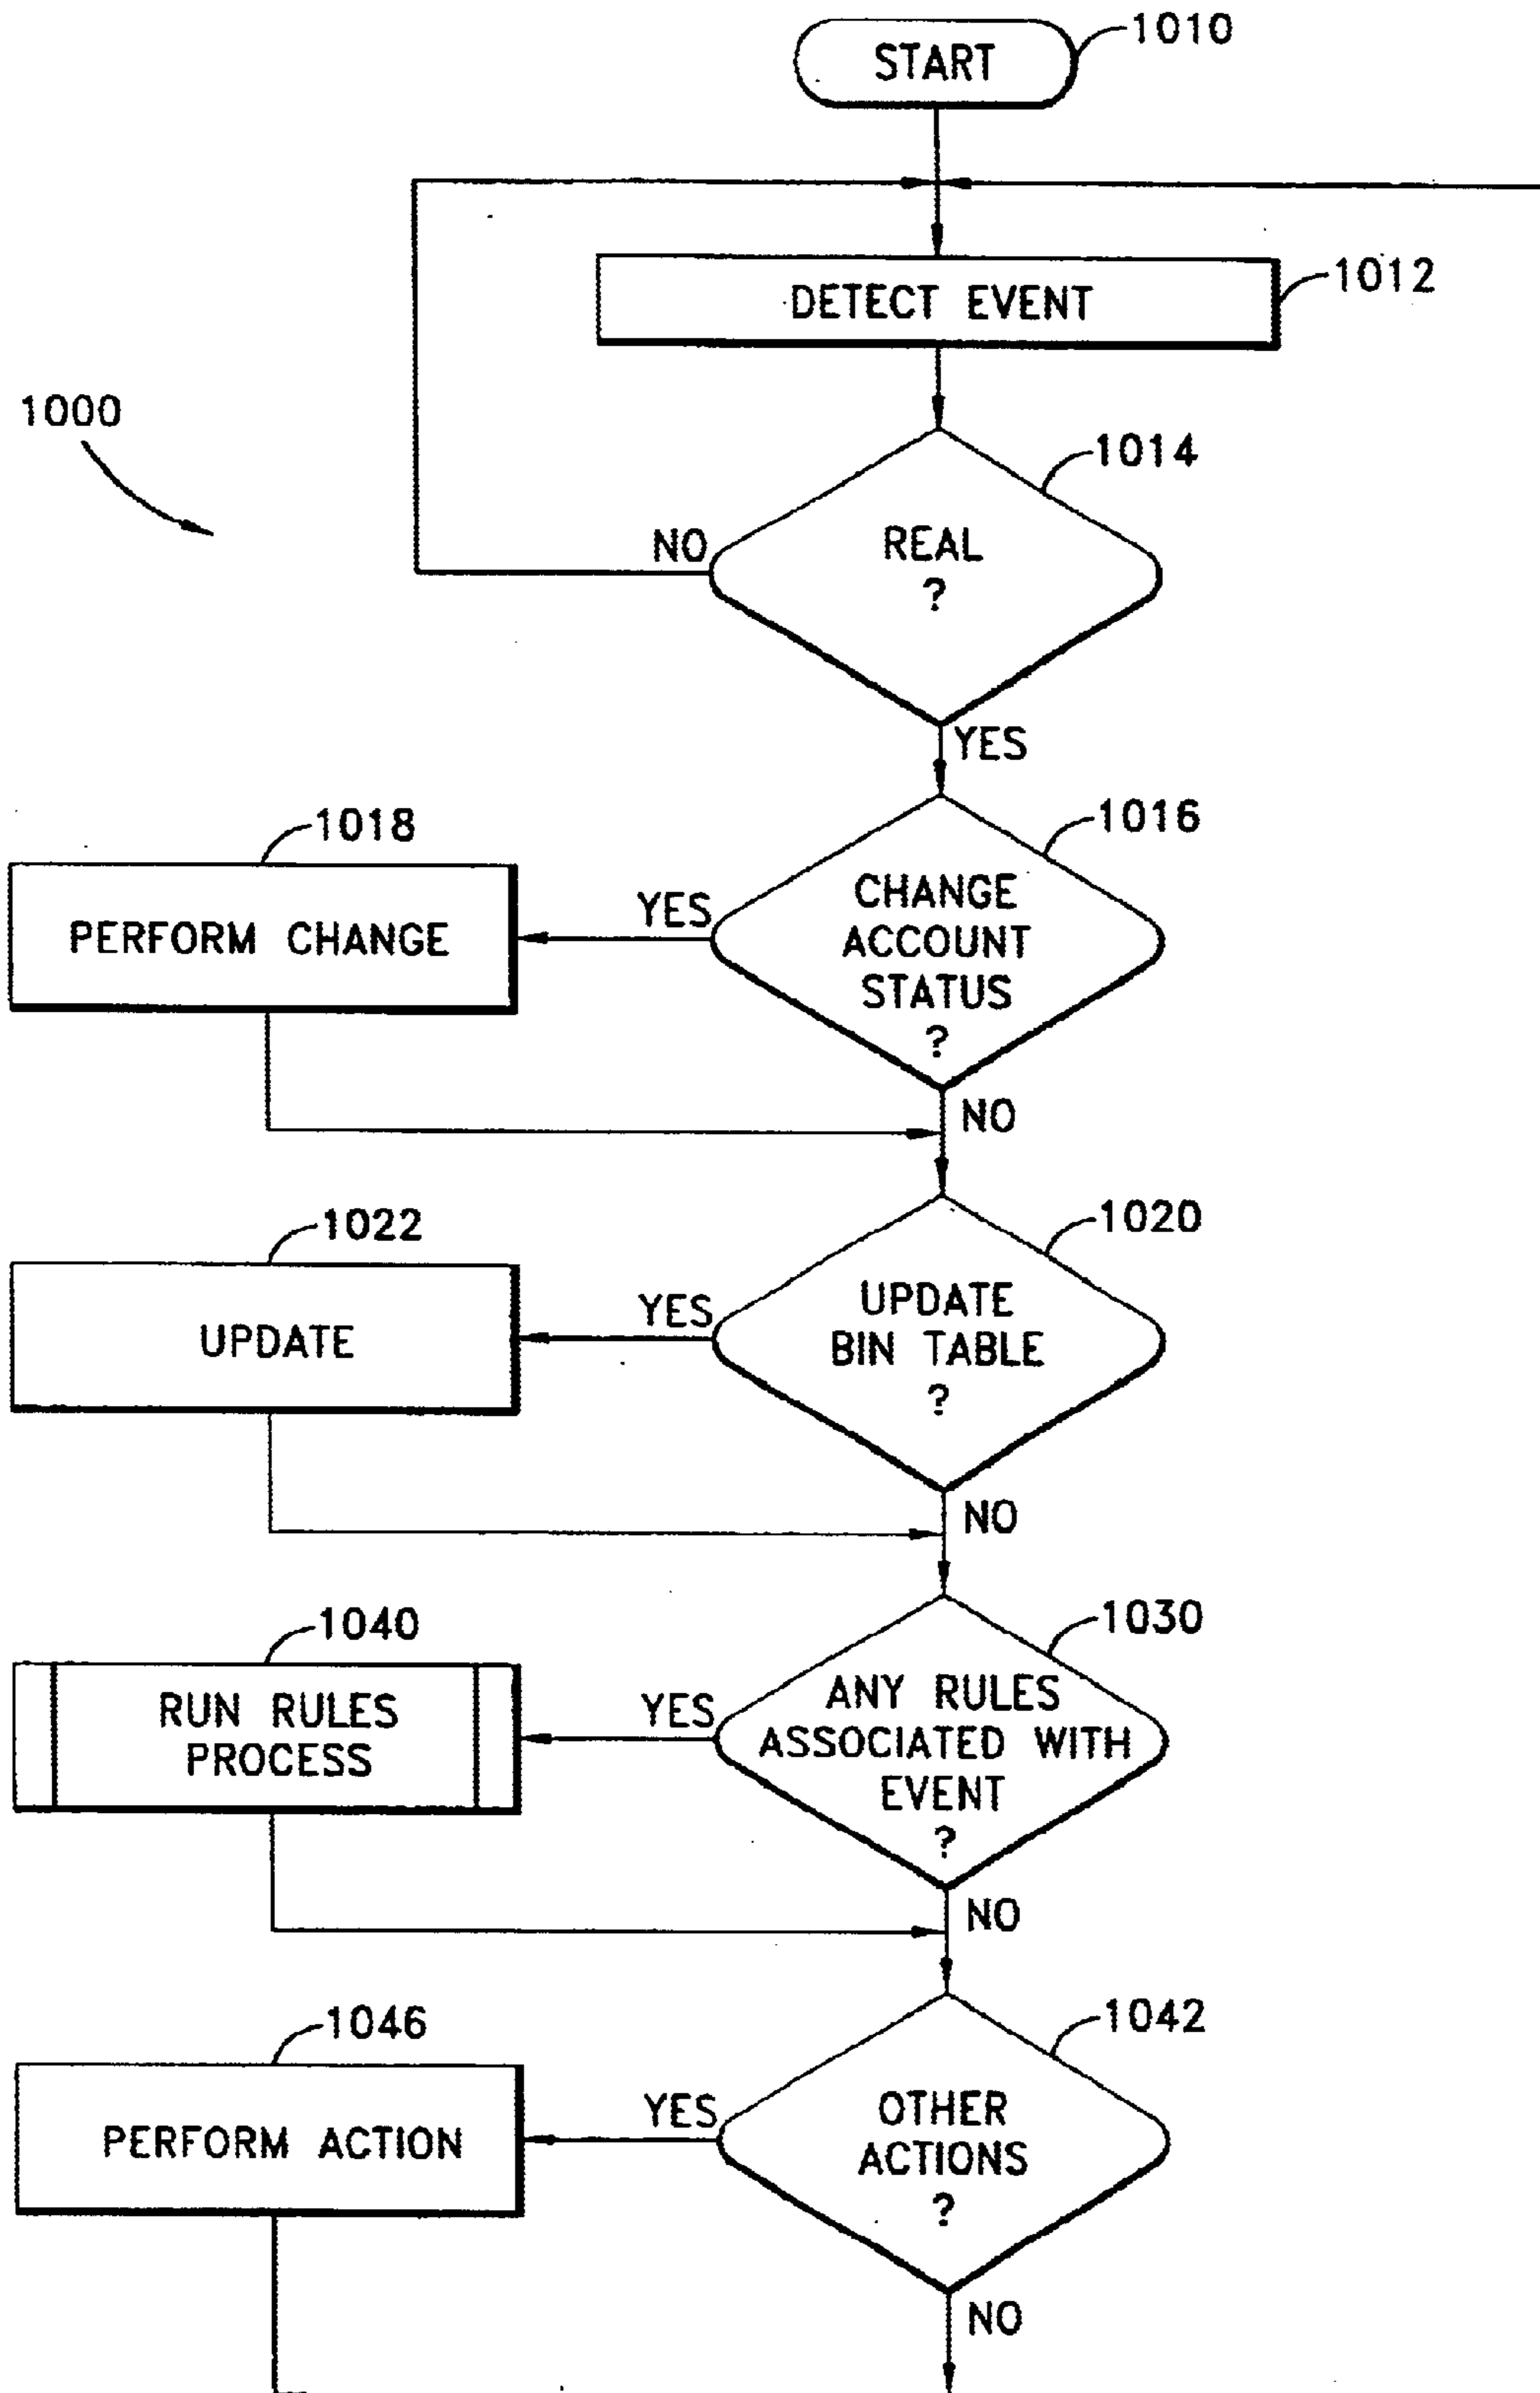 START
1010
DETECT EVENT
1012
1000
1014
REAL
?
NO
YES
1016
1018
CHANGE
ACCOUNT
STATUS
?
YES
PERFORM CHANGE
NO
1020
1022
UPDATE
BIN TABLE
?
YES
UPDATE
NO
1030
1040
ANY RULES
ASSOCIATED WITH
EVENT
?
YES
RUN RULES
PROCESS
NO
1042
1046
OTHER
ACTIONS
?
YES
PERFORM ACTION
NO